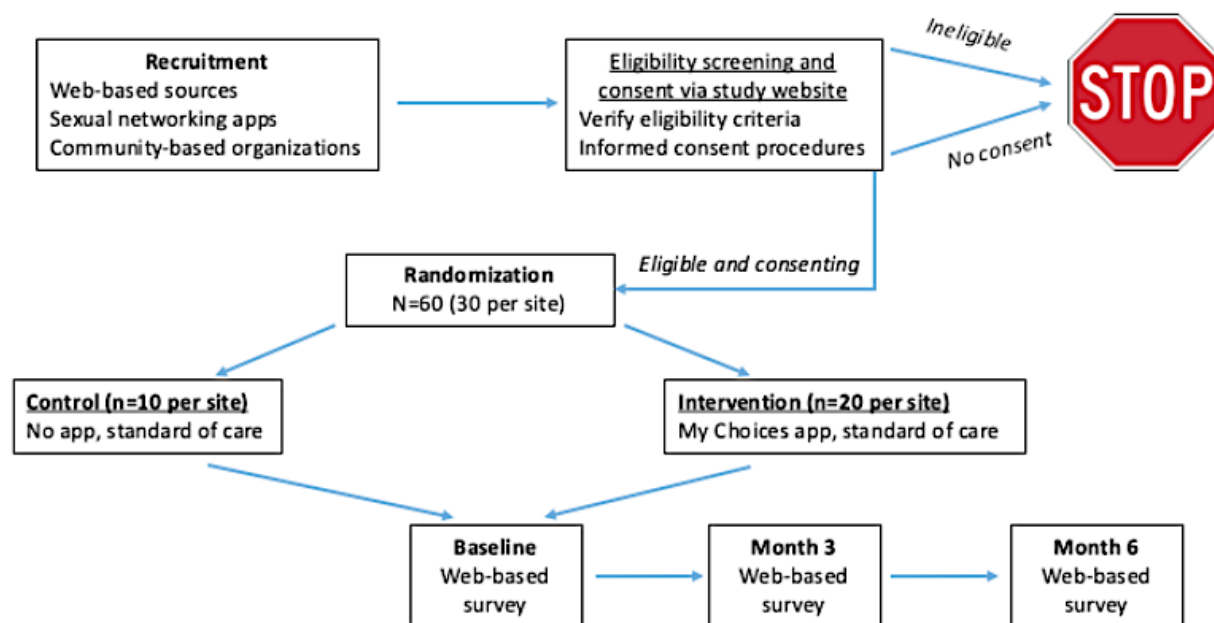 Recruitment
Web-based sources
Sexual networking apps
Community-based organizations
Eligibility screening and
consent via study website
Verify eligibility criteria
Informed consent procedures
Ineligible
No consent
STOP
Eligible and consenting
Randomization
N=60 (30 per site)
Control (n=10 per site)
No app, standard of care
Intervention (n=20 per site)
My Choices app, standard of care
Baseline
Web-based
survey
Month 3
Web-based
survey
Month 6
Web-based
survey